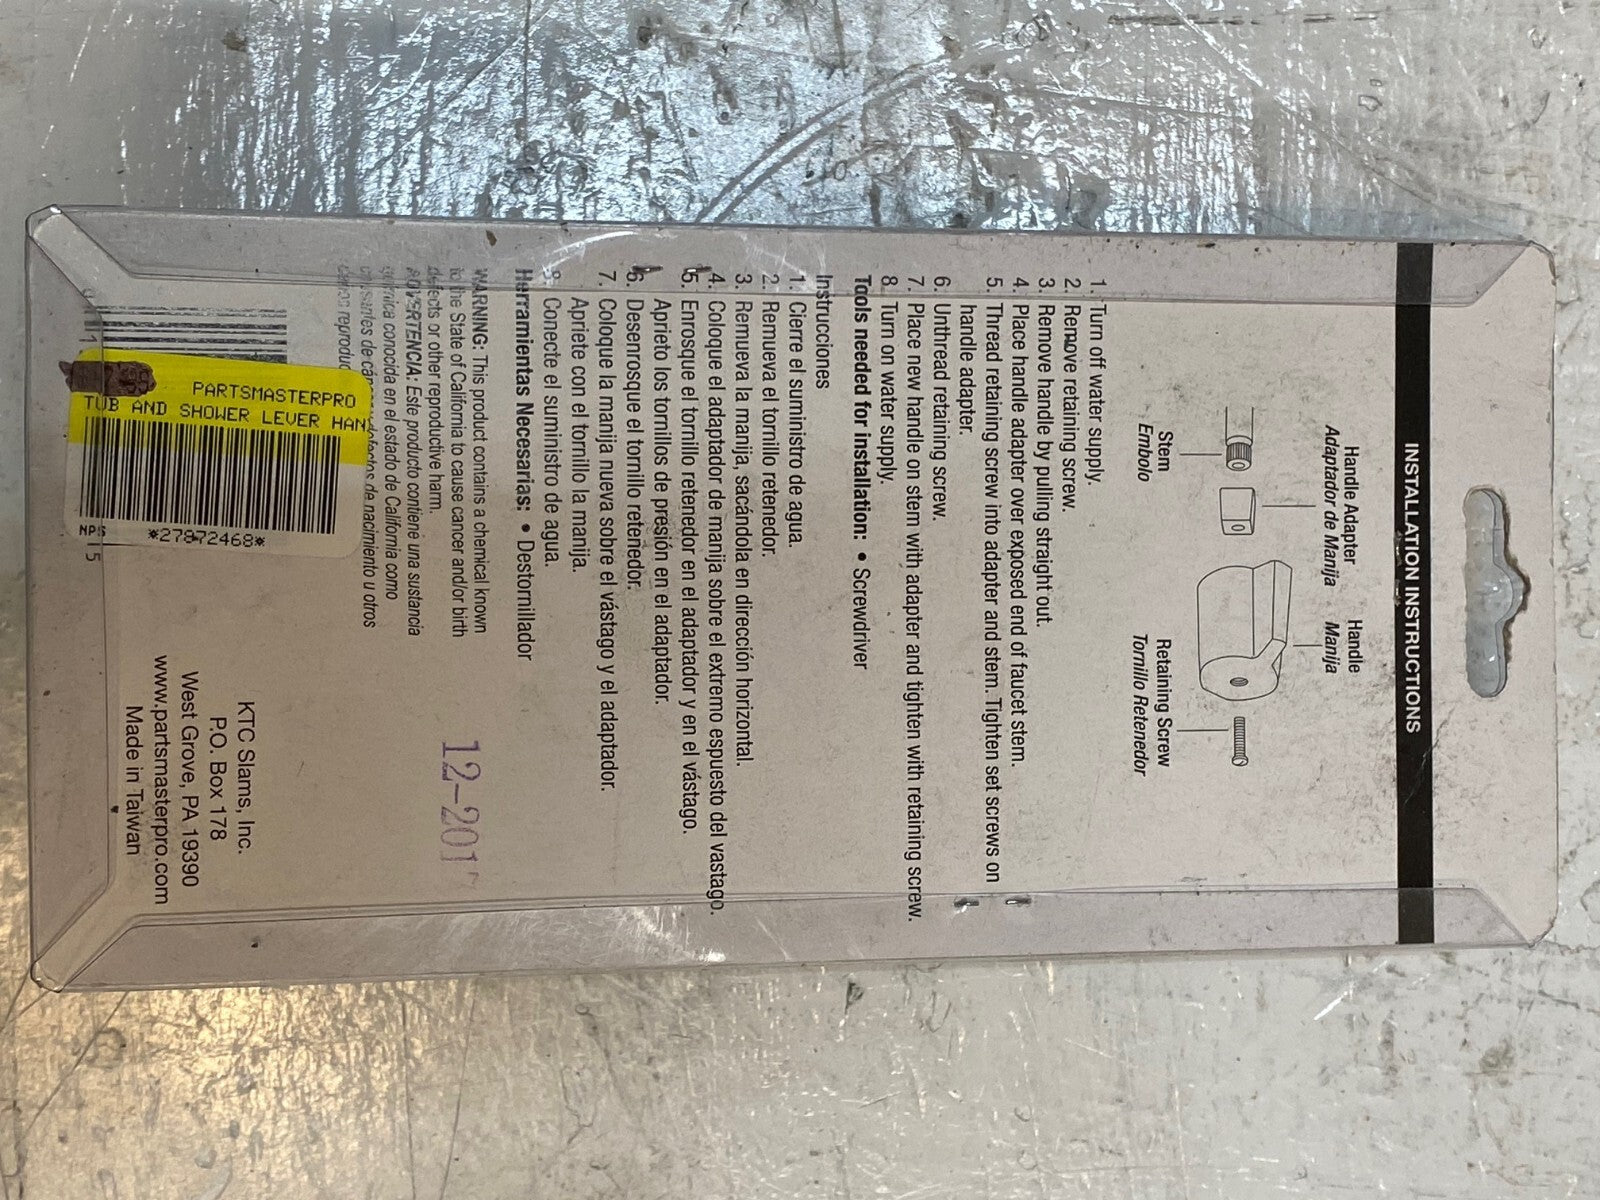 INSTALLATION INSTRUCTIONS
Handle Adapter
Adaptador de Manija
Handle
Manija
Stem
Embolo
Retaining Screw
Tornillo Retenedor
1. Turn off water supply.
2. Remove retaining screw.
3. Remove handle by pulling straight out.
4. Place handle adapter over exposed end of faucet stem.
5. Thread retaining screw into adapter and stem. Tighten set screws on
handle adapter.
6. Unthread retaining screw.
7. Place new handle on stem with adapter and tighten with retaining screw.
8. Turn on water supply.
Tools needed for installation: • Screwdriver
Instrucciones
1. Cierre el suministro de agua.
2. Remueva el tornillo retenedor.
3. Remueva la manija, sacándola en dirección horizontal.
4. Coloque el adaptador de manija sobre el extremo espuesto del vastago.
5. Enrosque el tornillo retenedor en el adaptador y en el vástago.
Aprieto los tornillos de presión en el adaptador.
6. Desenrosque el tornillo retenedor.
7. Coloque la manija nueva sobre el vástago y el adaptador.
Apriete con el tornillo la manija.
8. Conecte el suministro de agua.
Herramientas Necesarias: • Destornillador
WARNING: This product contains a chemical known
to the State of California to cause cancer and/or birth
defects or other reproductive harm.
ADVERTENCIA: Este producto contiene una sustancia
química conocida en el estado de California como
causantes de defectos de nacimiento u otros
daños
12-201
KTC Slams, Inc.
P.O. Box 178
West Grove, PA 19390
www.partsmasterpro.com
Made in Taiwan
PARTSMASTERPRO
TUB AND SHOWER LEVER HAN
*27872468*
NAS
5